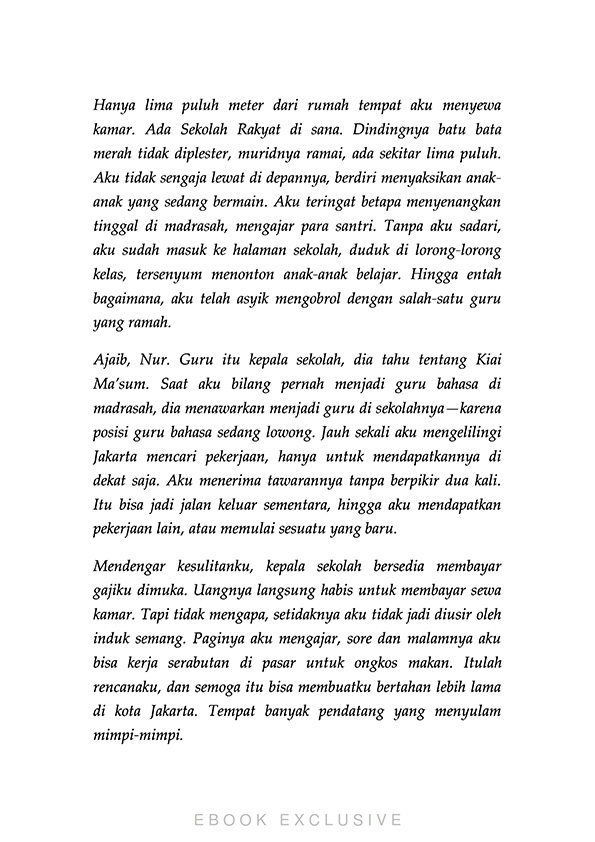 Hanya lima puluh meter dari rumah tempat aku menyewa
kamar. Ada Sekolah Rakyat di sana. Dindingnya batu bata
merah tidak diplester, muridnya ramai, ada sekitar lima puluh.
Aku tidak sengaja lewat di depannya, berdiri menyaksikan anak-
anak yang sedang bermain. Aku teringat betapa menyenangkan
tinggal di madrasah, mengajar para santri. Tanpa aku sadari,
aku sudah masuk ke halaman sekolah, duduk di lorong-lorong
kelas, tersenyum menonton anak-anak belajar. Hingga entah
bagaimana, aku telah asyik mengobrol dengan salah-satu guru
yang ramah.
Ajaib, Nur. Guru itu kepala sekolah, dia tahu tentang Kiai
Ma’sum. Saat aku bilang pernah menjadi guru bahasa di
madrasah, dia menawarkan menjadi guru di sekolahnya—karena
posisi guru bahasa sedang lowong. Jauh sekali aku mengelilingi
Jakarta mencari pekerjaan, hanya untuk mendapatkannya di
dekat saja. Aku menerima tawarannya tanpa berpikir dua kali.
Itu bisa jadi jalan keluar sementara, hingga aku mendapatkan
pekerjaan lain, atau memulai sesuatu yang baru.
Mendengar kesulitanku, kepala sekolah bersedia membayar
gajiku dimuka. Uangnya langsung habis untuk membayar sewa
kamar. Tapi tidak mengapa, setidaknya aku tidak jadi diusir oleh
induk semang. Paginya aku mengajar, sore dan malamnya aku
bisa kerja serabutan di pasar untuk ongkos makan. Itulah
rencanaku, dan semoga itu bisa membuatku bertahan lebih lama
di kota Jakarta. Tempat banyak pendatang yang menyulam
mimpi-mimpi.
EBOOK EXCLUSIVE